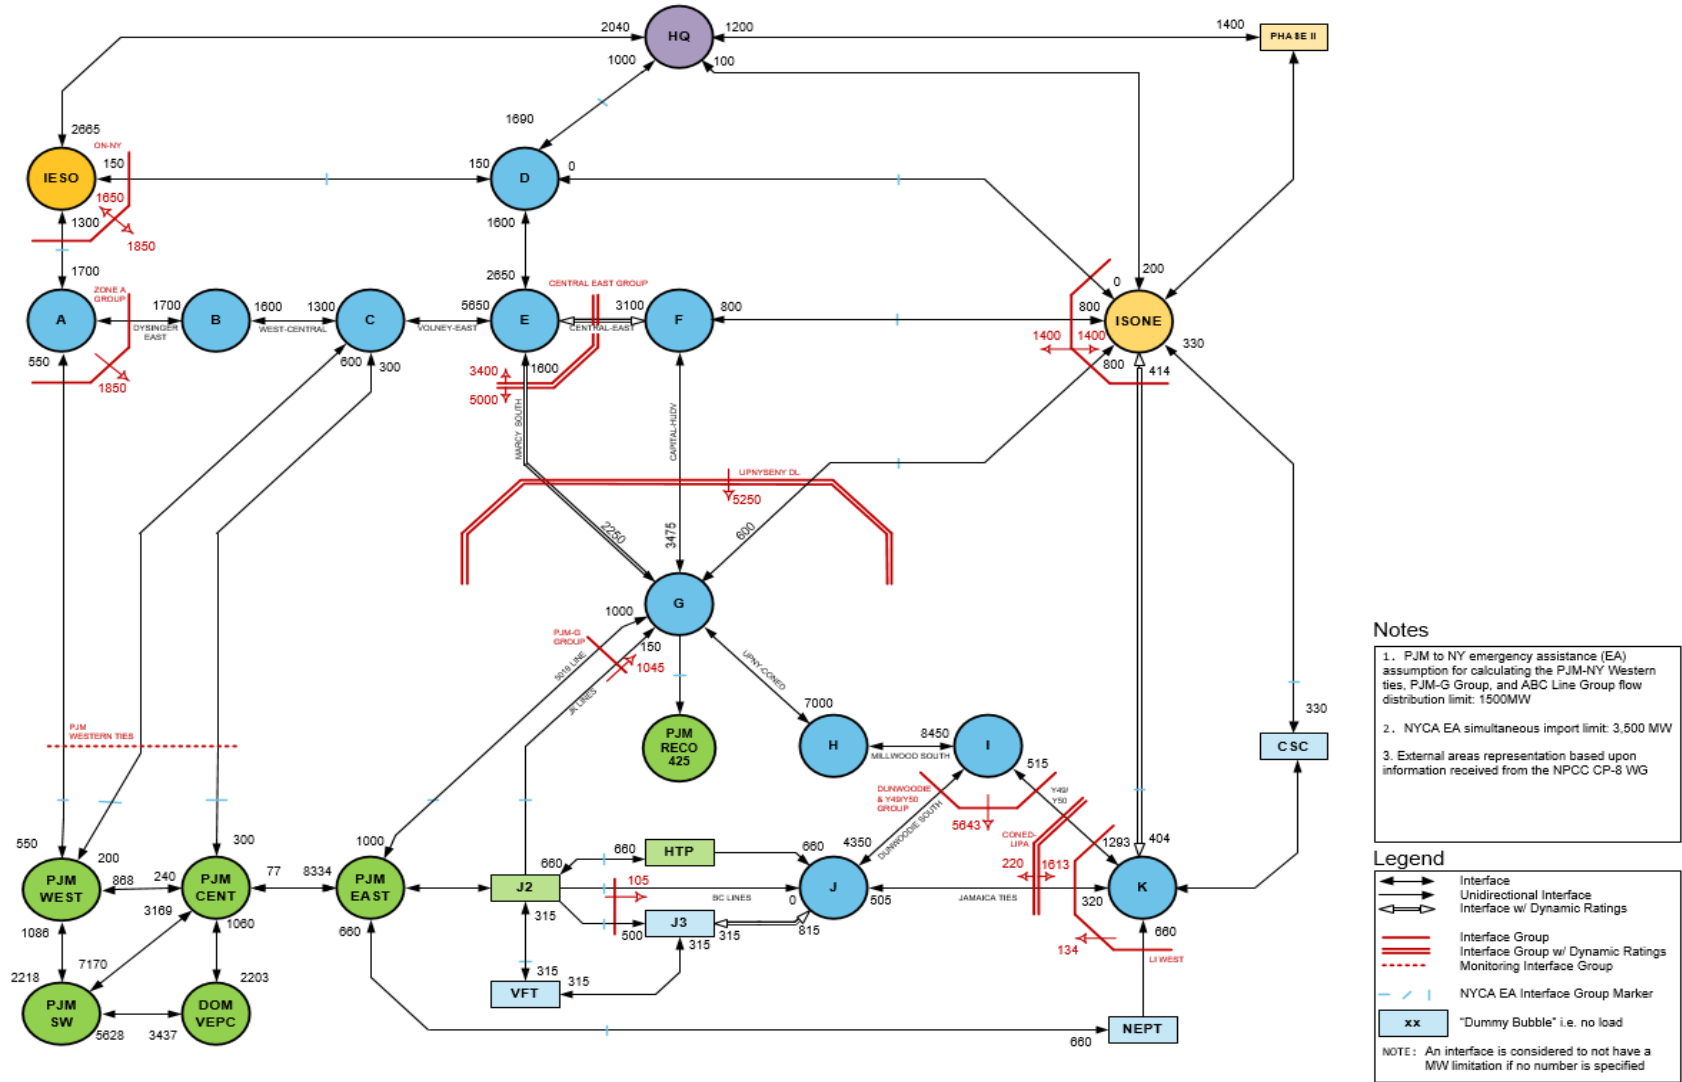 2040
HQ
1200
1400
PHASE II
1000
100
1690
2665
ON-NY
150
IESO
1650
1300
1850
150
D
0
1600
1700
ZONE A
GROUP
1700
A
DYSINGER
EAST
B
1600
WEST-CENTRAL
1300
C
VOLNEY-EAST
2650
5650
E
CENTRAL EAST GROUP
3100
CENTRAL-EAST
F
800
0
200
800
ISONE
1400
1400
800
330
414
550
1850
600
300
3400
1600
5000
MARCY SOUTH
CAPITAL-HUDV
UPNYSENY DL
5250
2250
3475
600
G
1000
150
PJM-G
GROUP
5018 LINE
1045
JK LINES
UPNY-CONED
PJM
RECO
425
7000
H
8450
MILLWOOD SOUTH
I
515
DUNWOODIE
& Y49/Y50
GROUP
DUNWOODIE SOUTH
5643
Y49/
Y50
330
CSC
PJM
WESTERN TIES
550
200
PJM
WEST
868
240
300
PJM
CENT
77
8334
1000
PJM
EAST
660
J2
660
660
HTP
660
4350
J
505
0
BC LINES
105
JAMAICA TIES
CONED-
LIPA
220
1613
1293
404
K
320
660
134
LI WEST
315
500
J3
315
315
815
315
VFT
315
1086
3169
1060
2218
7170
2203
PJM
SW
5628
3437
DOM
VEPC
660
NEPT
Notes
1. PJM to NY emergency assistance (EA)
assumption for calculating the PJM-NY Western
ties, PJM-G Group, and ABC Line Group flow
distribution limit: 1500MW
2. NYCA EA simultaneous import limit: 3,500 MW
3. External areas representation based upon
information received from the NPCC CP-8 WG
Legend
Interface
Unidirectional Interface
Interface w/ Dynamic Ratings
Interface Group
Interface Group w/ Dynamic Ratings
Monitoring Interface Group
NYCA EA Interface Group Marker
xx
"Dummy Bubble" i.e. no load
NOTE: An interface is considered to not have a
MW limitation if no number is specified